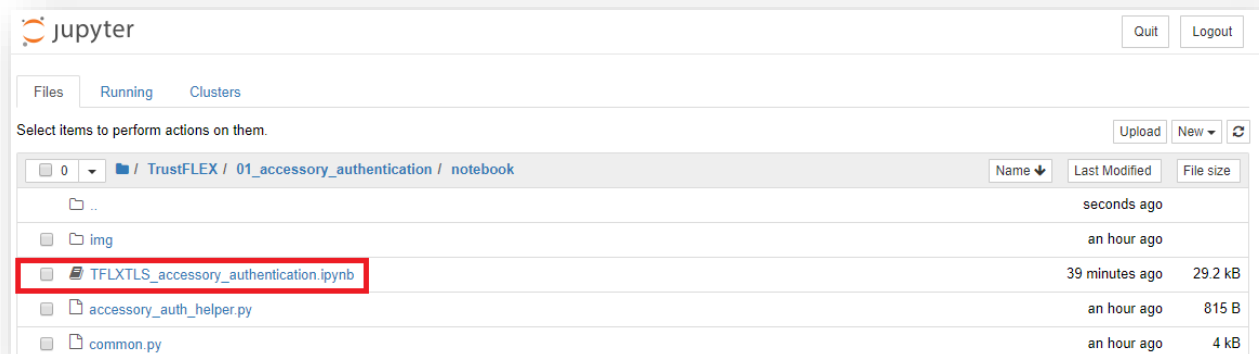 jupyter Quit Logout
Files Running Clusters
Select items to perform actions on them. Upload New
0 / TrustFLEX / 01_accessory_authentication / notebook Name Last Modified File size
.. seconds ago
img an hour ago
TFLXTLS_accessory_authentication.ipynb 39 minutes ago 29.2 kB
accessory_auth_helper.py an hour ago 815 B
common.py an hour ago 4 kB